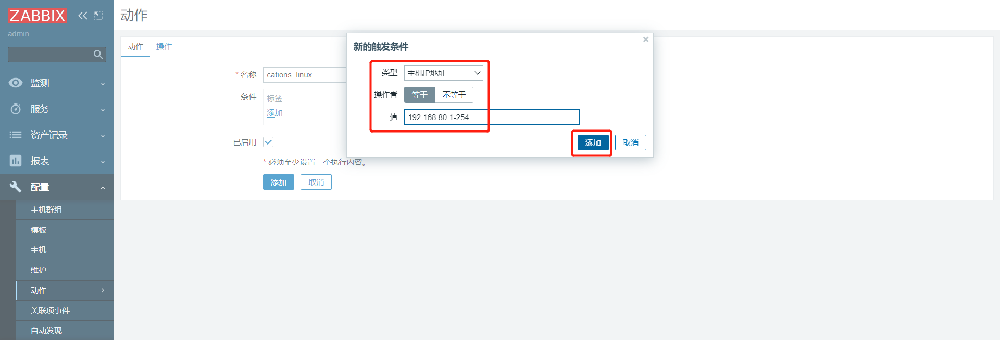 ZABBIX
admin
监测
服务
资产记录
报表
配置
主机群组
模板
主机
维护
动作
关联项事件
自动发现
动作
动作 操作
* 名称 cations_linux
条件 标签
添加
已启用
* 必须至少设置一个执行内容。
添加 取消
新的触发条件
类型 主机IP地址
操作者 等于 不等于
值 192.168.80.1-254
添加 取消